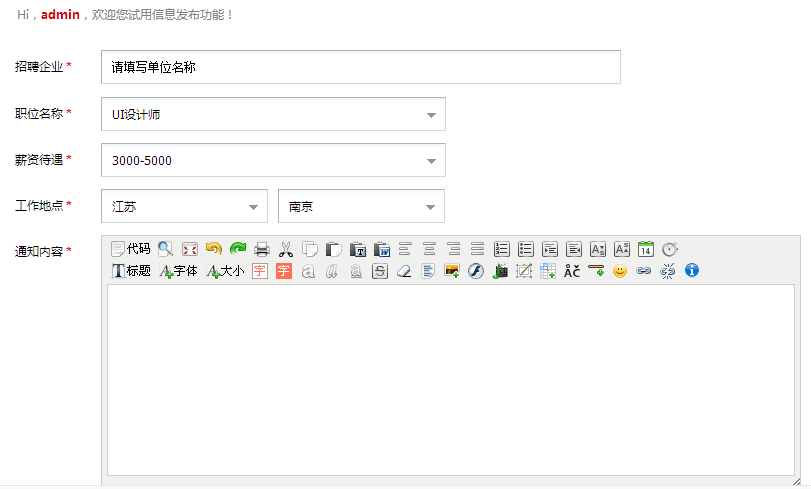 Hi，admin，欢迎您试用信息发布功能！
招聘企业 * 请填写单位名称
职位名称 * UI设计师
薪资待遇 * 3000-5000
工作地点 * 江苏 南京
通知内容 * 代码 14
标题 字体 大小 字 字 a a a S ÅČ